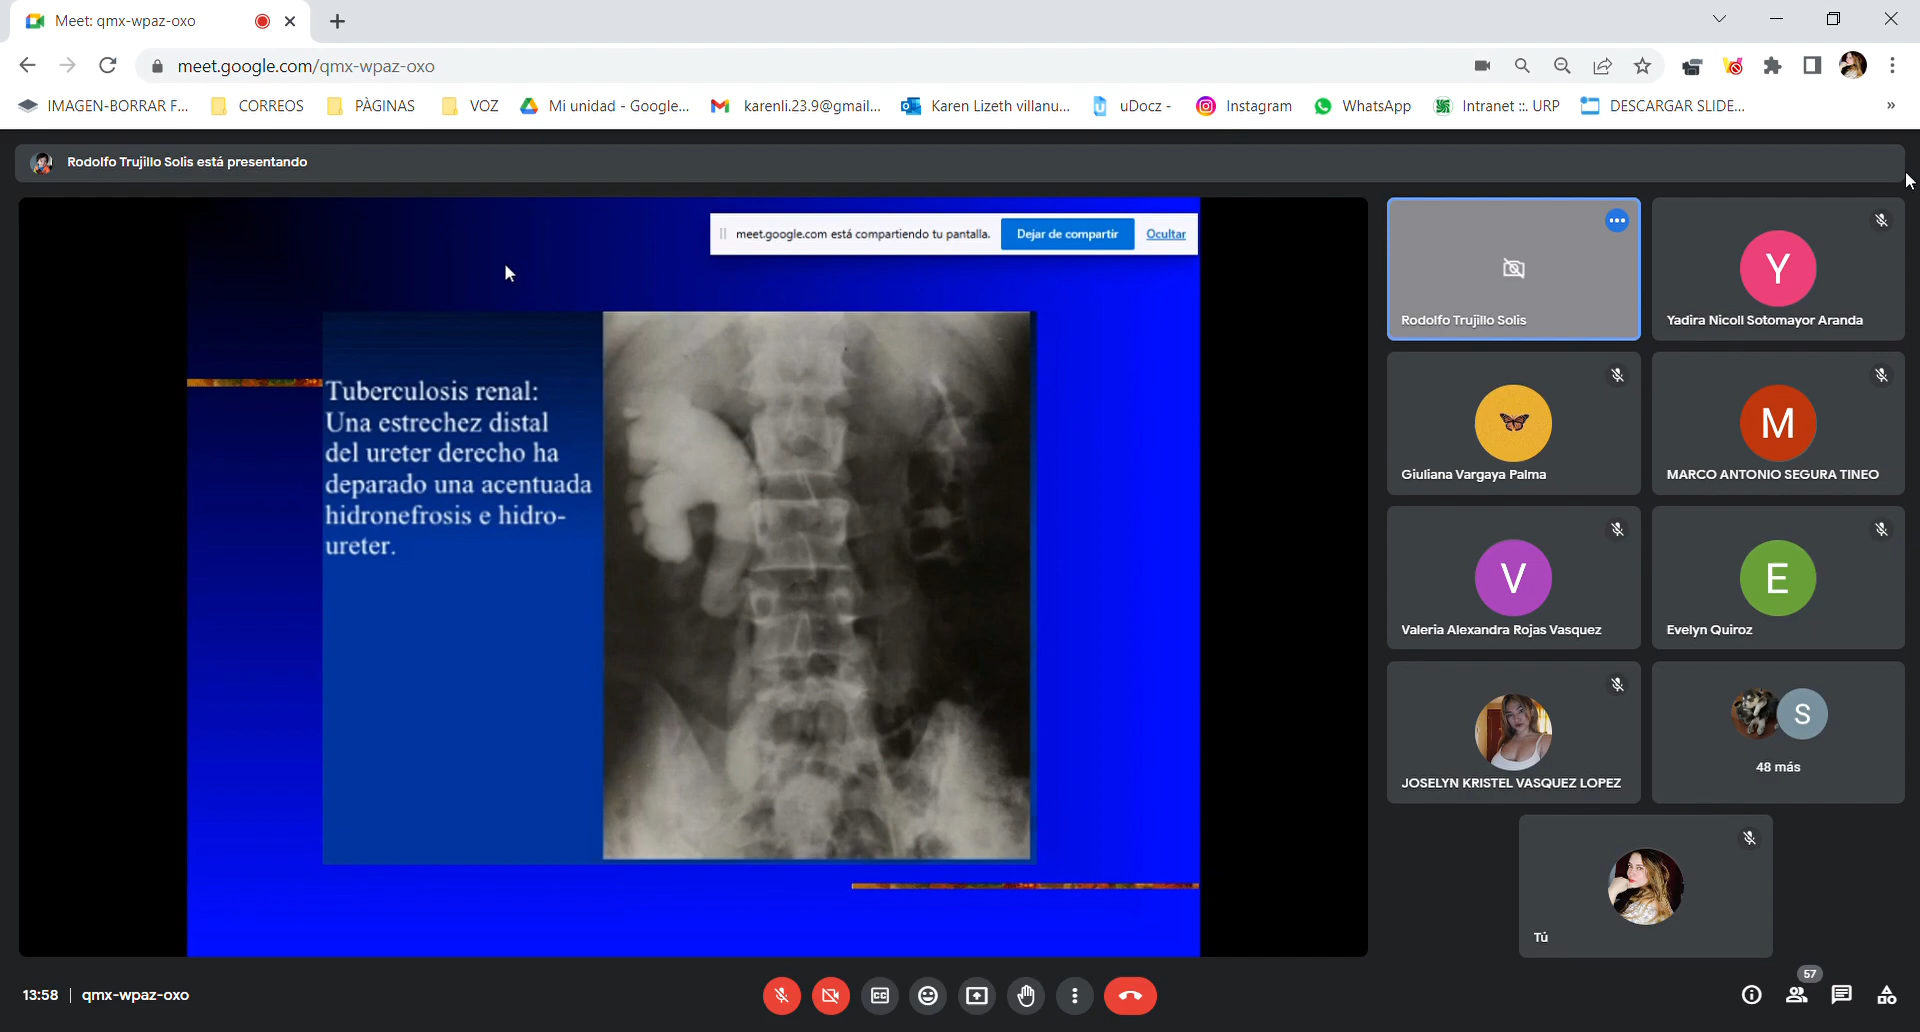 Meet: qmx-wpaz-oxo
meet.google.com/qmx-wpaz-oxo
IMAGEN-BORRAR F... CORREOS PÀGINAS VOZ Mi unidad - Google... karenli.23.9@gmail... Karen Lizeth villanu... uDocz - Instagram WhatsApp Intranet ::. URP DESCARGAR SLIDE... »
Rodolfo Trujillo Solis está presentando
meet.google.com está compartiendo tu pantalla. Dejar de compartir Ocultar
Tuberculosis renal:
Una estrechez distal
del ureter derecho ha
deparado una acentuada
hidronefrosis e hidro-
ureter.
Rodolfo Trujillo Solis
Y
Yadira Nicoll Sotomayor Aranda
Giuliana Vargaya Palma
M
MARCO ANTONIO SEGURA TINEO
V
Valeria Alexandra Rojas Vasquez
E
Evelyn Quiroz
JOSELYN KRISTEL VASQUEZ LOPEZ
S
48 más
Tú
13:58 | qmx-wpaz-oxo
CC
57